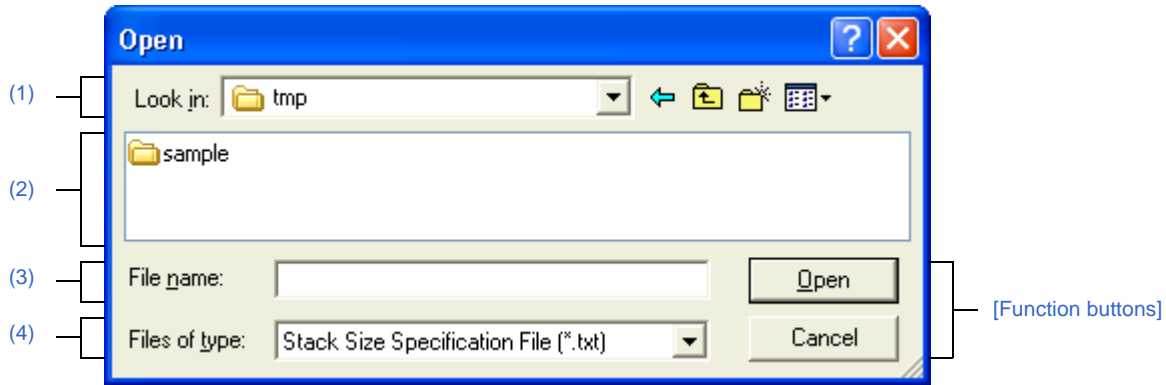 Open
(1)
Look in: tmp
(2)
sample
(3)
File name:
Open
[Function buttons]
(4)
Files of type: Stack Size Specification File (*.txt)
Cancel